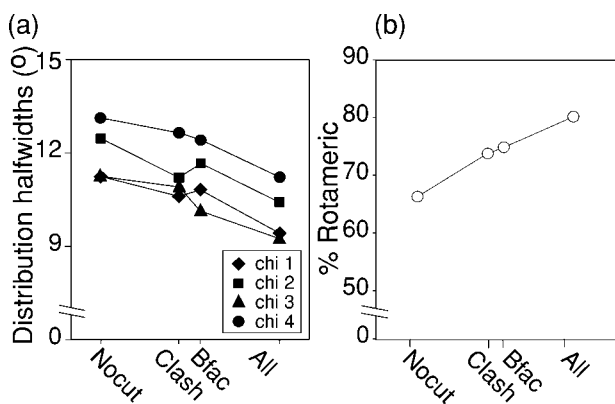 (a)
Distribution halfwidths (º)
15
12
9
0
chi 1
chi 2
chi 3
chi 4
Nocut
Clash
Bfac
All
(b)
% Rotameric
90
80
70
60
50
0
Nocut
Clash
Bfac
All